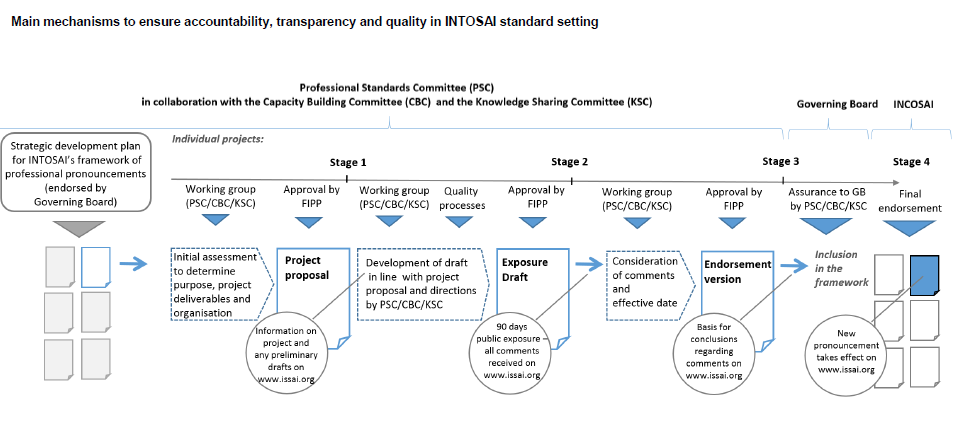 Main mechanisms to ensure accountability, transparency and quality in INTOSAI standard setting
Professional Standards Committee (PSC)
in collaboration with the Capacity Building Committee (CBC) and the Knowledge Sharing Committee (KSC)
Governing Board
INCOSAI
Strategic development plan
for INTOSAI's framework of
professional pronouncements
(endorsed by
Governing Board)
Individual projects:
Stage 1
Stage 2
Stage 3
Stage 4
Working group
(PSC/CBC/KSC)
Approval by
FIPP
Working group
(PSC/CBC/KSC)
Quality
processes
Approval by
FIPP
Working group
(PSC/CBC/KSC)
Approval by
FIPP
Assurance to GB
by PSC/CBC/KSC
Final
endorsement
Initial assessment
to determine
purpose, project
deliverables and
organisation
Project
proposal
Development of draft
in line with project
proposal and directions
by PSC/CBC/KSC
Exposure
Draft
Consideration
of comments
and
effective date
Endorsement
version
Inclusion
in the
framework
Information on
project and
any preliminary
drafts on
www.issai.org
90 days
public exposure –
all comments
received on
www.issai.org
Basis for
conclusions
regarding
comments on
www.issai.org
New
pronouncement
takes effect on
www.issai.org